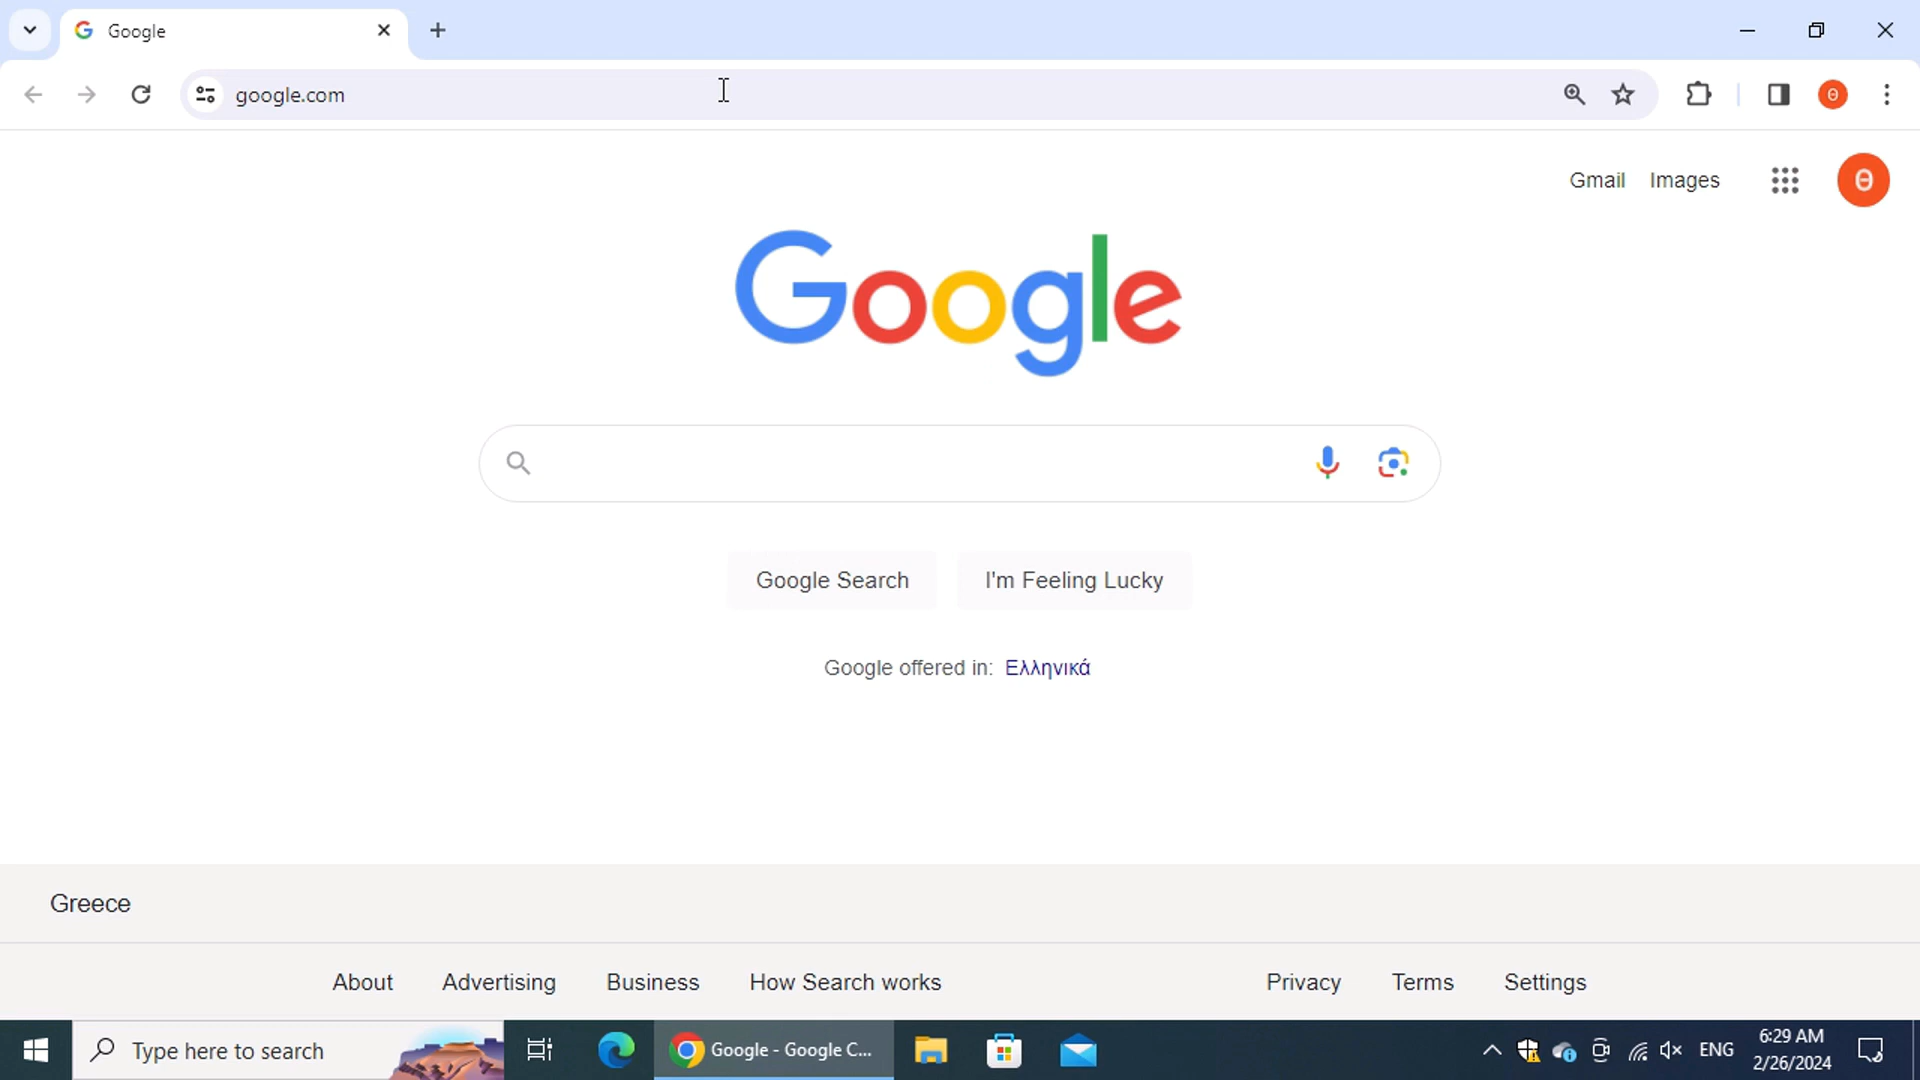 Google
google.com
Gmail Images
Θ
Θ
Google
Google Search
I'm Feeling Lucky
Google offered in: Ελληνικά
Greece
About Advertising Business How Search works Privacy Terms Settings
Type here to search
Google - Google C...
ENG
6:29 AM
2/26/2024